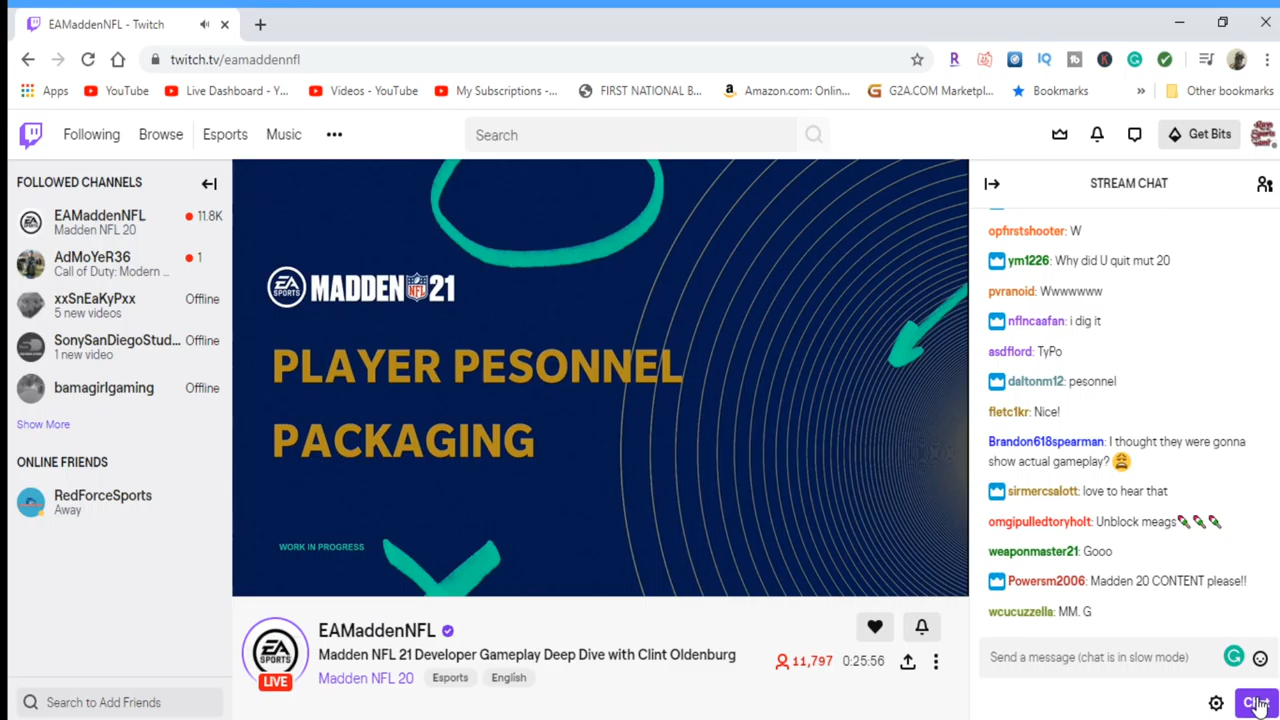 EAMaddenNFL - Twitch
twitch.tv/eamaddennfl
Apps YouTube Live Dashboard - Y... Videos - YouTube My Subscriptions -... FIRST NATIONAL B... Amazon.com: Onlin... G2A.COM Marketpl... Bookmarks » Other bookmarks
Following Browse Esports Music ••• Search Get Bits
FOLLOWED CHANNELS
EAMaddenNFL 11.8K
Madden NFL 20
AdMoYeR36 1
Call of Duty: Modern ...
xxSnEaKyPxx Offline
5 new videos
SonySanDiegoStud... Offline
1 new video
bamagirlgaming Offline
Show More
ONLINE FRIENDS
RedForceSports
Away
Search to Add Friends
EA SPORTS MADDEN NFL 21
PLAYER PESONNEL
PACKAGING
WORK IN PROGRESS
EA SPORTS
LIVE
EAMaddenNFL
Madden NFL 21 Developer Gameplay Deep Dive with Clint Oldenburg
Madden NFL 20 Esports English
11,797 0:25:56
STREAM CHAT
opfirstshooter: W
ym1226: Why did U quit mut 20
pvranoid: Wwwwwww
nflncaafan: i dig it
asdflord: TyPo
daltonm12: pesonnel
fletc1kr: Nice!
Brandon618spearman: I thought they were gonna
show actual gameplay? 😩
sirmercsalott: love to hear that
omgipulledtoryholt: Unblock meags
weaponmaster21: Gooo
Powersm2006: Madden 20 CONTENT please!!
wcucuzzella: MM. G
Send a message (chat is in slow mode)